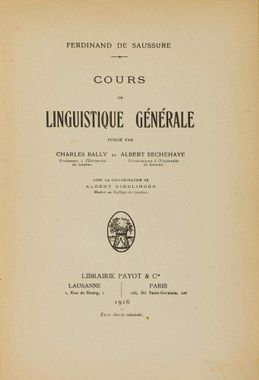 FERDINAND DE SAUSSURE
COURS
DE
LINGUISTIQUE GÉNÉRALE
PUBLIÉ PAR
CHARLES BALLY ET ALBERT SECHEHAYE
Professeur à l'Université Privat-docent à l'Université
de Genève. de Genève.
AVEC LA COLLABORATION DE
ALBERT RIEDLINGER
Maître au Collège de Genève.
LIBRAIRIE PAYOT & Cie
LAUSANNE PARIS
1, Rue de Bourg, 1 106, Bd Saint-Germain, 106
1916
Tous droits réservés.